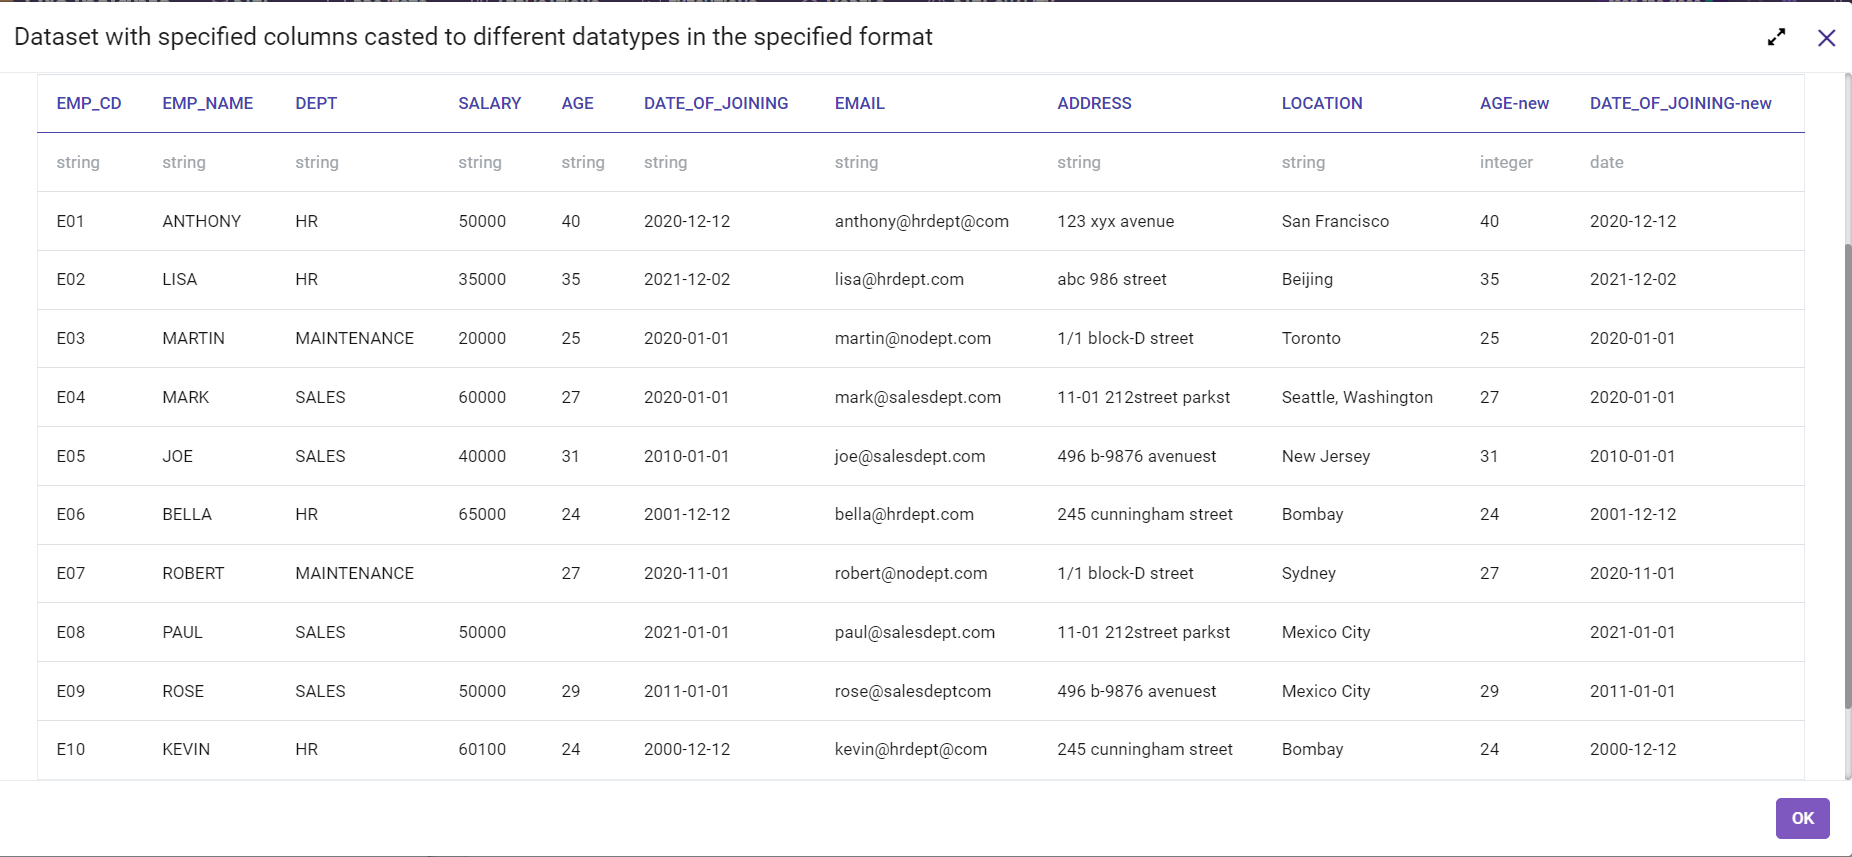 Dataset with specified columns casted to different datatypes in the specified format
EMP_CD EMP_NAME DEPT SALARY AGE DATE_OF_JOINING EMAIL ADDRESS LOCATION AGE-new DATE_OF_JOINING-new
string string string string string string string string string integer date
E01 ANTHONY HR 50000 40 2020-12-12 anthony@hrdept@com 123 xyx avenue San Francisco 40 2020-12-12
E02 LISA HR 35000 35 2021-12-02 lisa@hrdept.com abc 986 street Beijing 35 2021-12-02
E03 MARTIN MAINTENANCE 20000 25 2020-01-01 martin@nodept.com 1/1 block-D street Toronto 25 2020-01-01
E04 MARK SALES 60000 27 2020-01-01 mark@salesdept.com 11-01 212street parkst Seattle, Washington 27 2020-01-01
E05 JOE SALES 40000 31 2010-01-01 joe@salesdept.com 496 b-9876 avenuest New Jersey 31 2010-01-01
E06 BELLA HR 65000 24 2001-12-12 bella@hrdept.com 245 cunningham street Bombay 24 2001-12-12
E07 ROBERT MAINTENANCE 27 2020-11-01 robert@nodept.com 1/1 block-D street Sydney 27 2020-11-01
E08 PAUL SALES 50000 2021-01-01 paul@salesdept.com 11-01 212street parkst Mexico City 2021-01-01
E09 ROSE SALES 50000 29 2011-01-01 rose@salesdeptcom 496 b-9876 avenuest Mexico City 29 2011-01-01
E10 KEVIN HR 60100 24 2000-12-12 kevin@hrdept@com 245 cunningham street Bombay 24 2000-12-12
OK